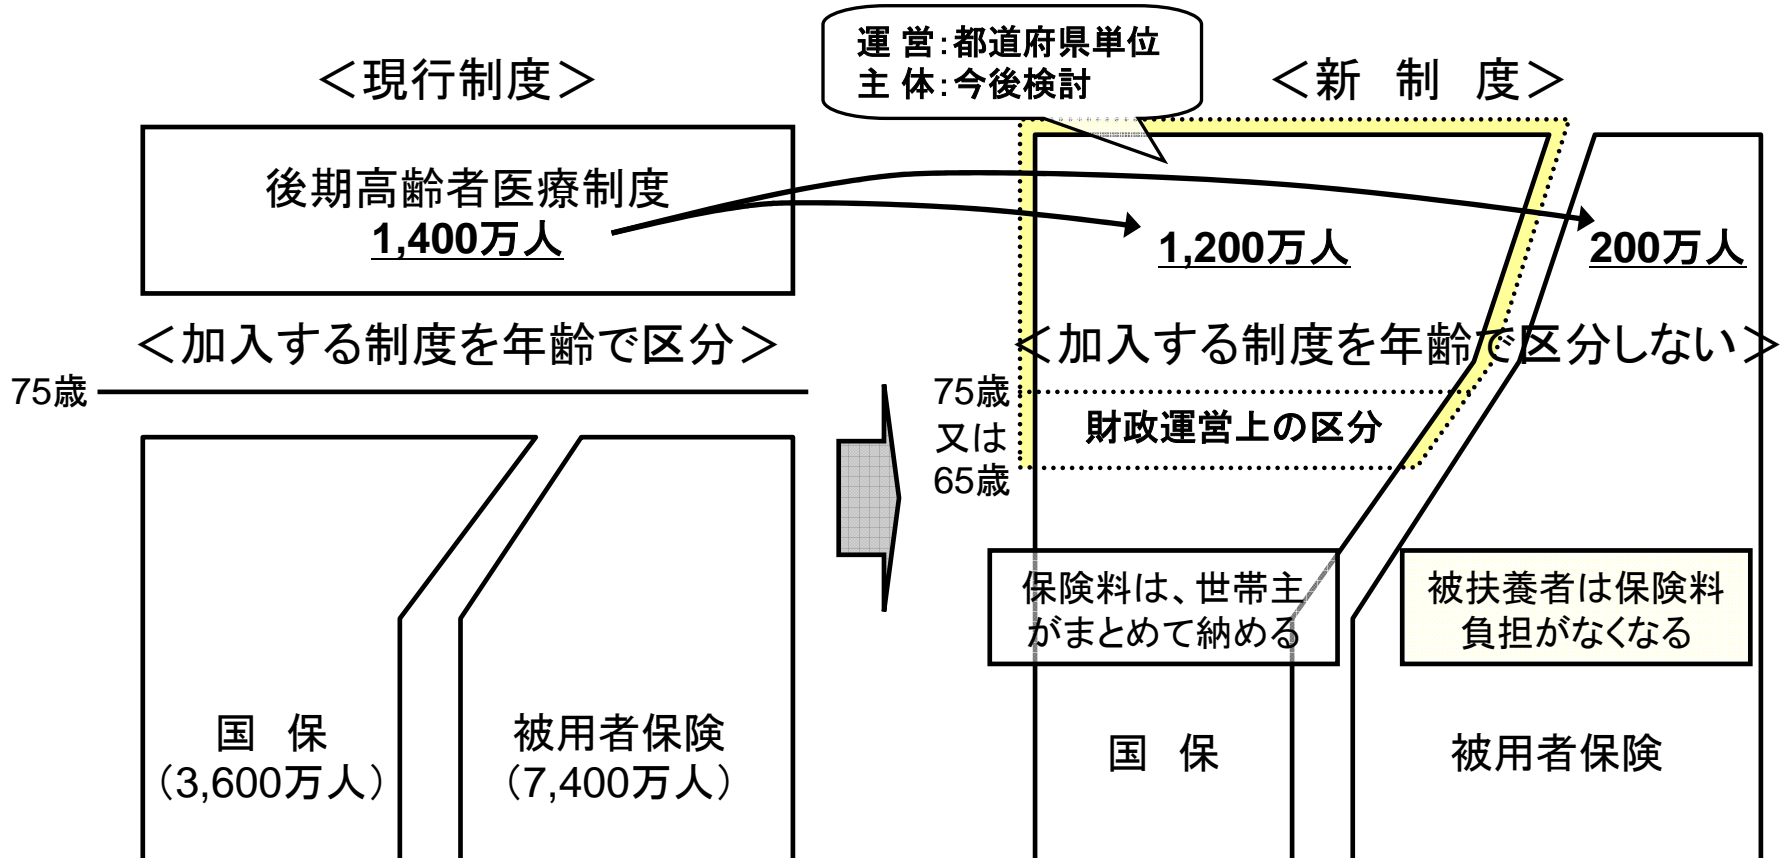 ＜現行制度＞
後期高齢者医療制度
1,400万人
＜加入する制度を年齢で区分＞
75歳
国　保
（3,600万人）
被用者保険
（7,400万人）
運 営：都道府県単位
主 体：今後検討
＜新　制　度＞
1,200万人
200万人
＜加入する制度を年齢で区分しない＞
75歳
又は
65歳
財政運営上の区分
保険料は、世帯主
がまとめて納める
被扶養者は保険料
負担がなくなる
国　保
被用者保険